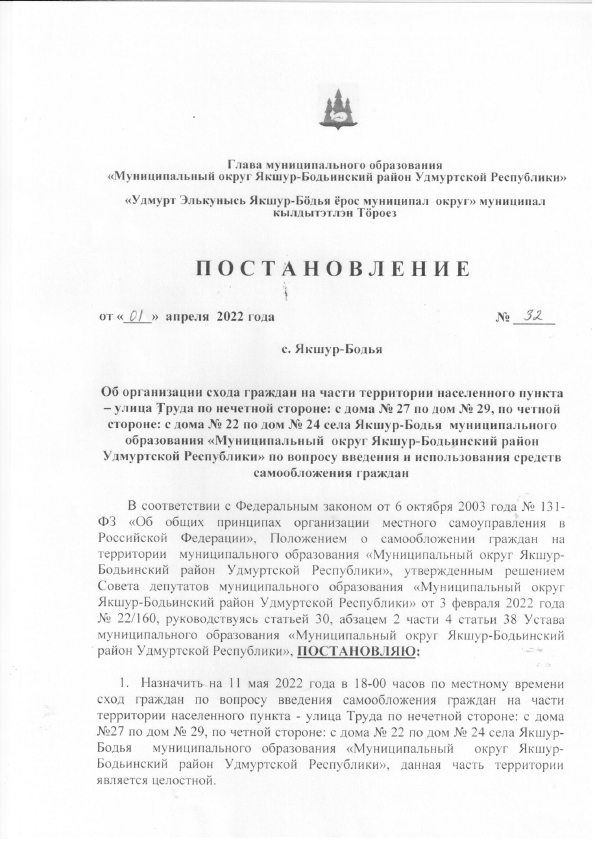 Глава муниципального образования
«Муниципальный округ Якшур-Бодьинский район Удмуртской Республики»
«Удмурт Элькунысь Якшур-Бӧдья ёрос муниципал округ» муниципал
кылдытэтлэн Тӧроез
П О С Т А Н О В Л Е Н И Е
от «01» апреля 2022 года № 32
с. Якшур-Бодья
Об организации схода граждан на части территории населенного пункта
– улица Труда по нечетной стороне: с дома № 27 по дом № 29, по четной
стороне: с дома № 22 по дом № 24 села Якшур-Бодья муниципального
образования «Муниципальный округ Якшур-Бодьинский район
Удмуртской Республики» по вопросу введения и использования средств
самообложения граждан
В соответствии с Федеральным законом от 6 октября 2003 года № 131-
ФЗ «Об общих принципах организации местного самоуправления в
Российской Федерации», Положением о самообложении граждан на
территории муниципального образования «Муниципальный округ Якшур-
Бодьинский район Удмуртской Республики», утвержденным решением
Совета депутатов муниципального образования «Муниципальный округ
Якшур-Бодьинский район Удмуртской Республики» от 3 февраля 2022 года
№ 22/160, руководствуясь статьей 30, абзацем 2 части 4 статьи 38 Устава
муниципального образования «Муниципальный округ Якшур-Бодьинский
район Удмуртской Республики», ПОСТАНОВЛЯЮ:
1. Назначить на 11 мая 2022 года в 18-00 часов по местному времени
сход граждан по вопросу введения самообложения граждан на части
территории населенного пункта - улица Труда по нечетной стороне: с дома
№27 по дом № 29, по четной стороне: с дома № 22 по дом № 24 села Якшур-
Бодья муниципального образования «Муниципальный округ Якшур-
Бодьинский район Удмуртской Республики», данная часть территории
является целостной.